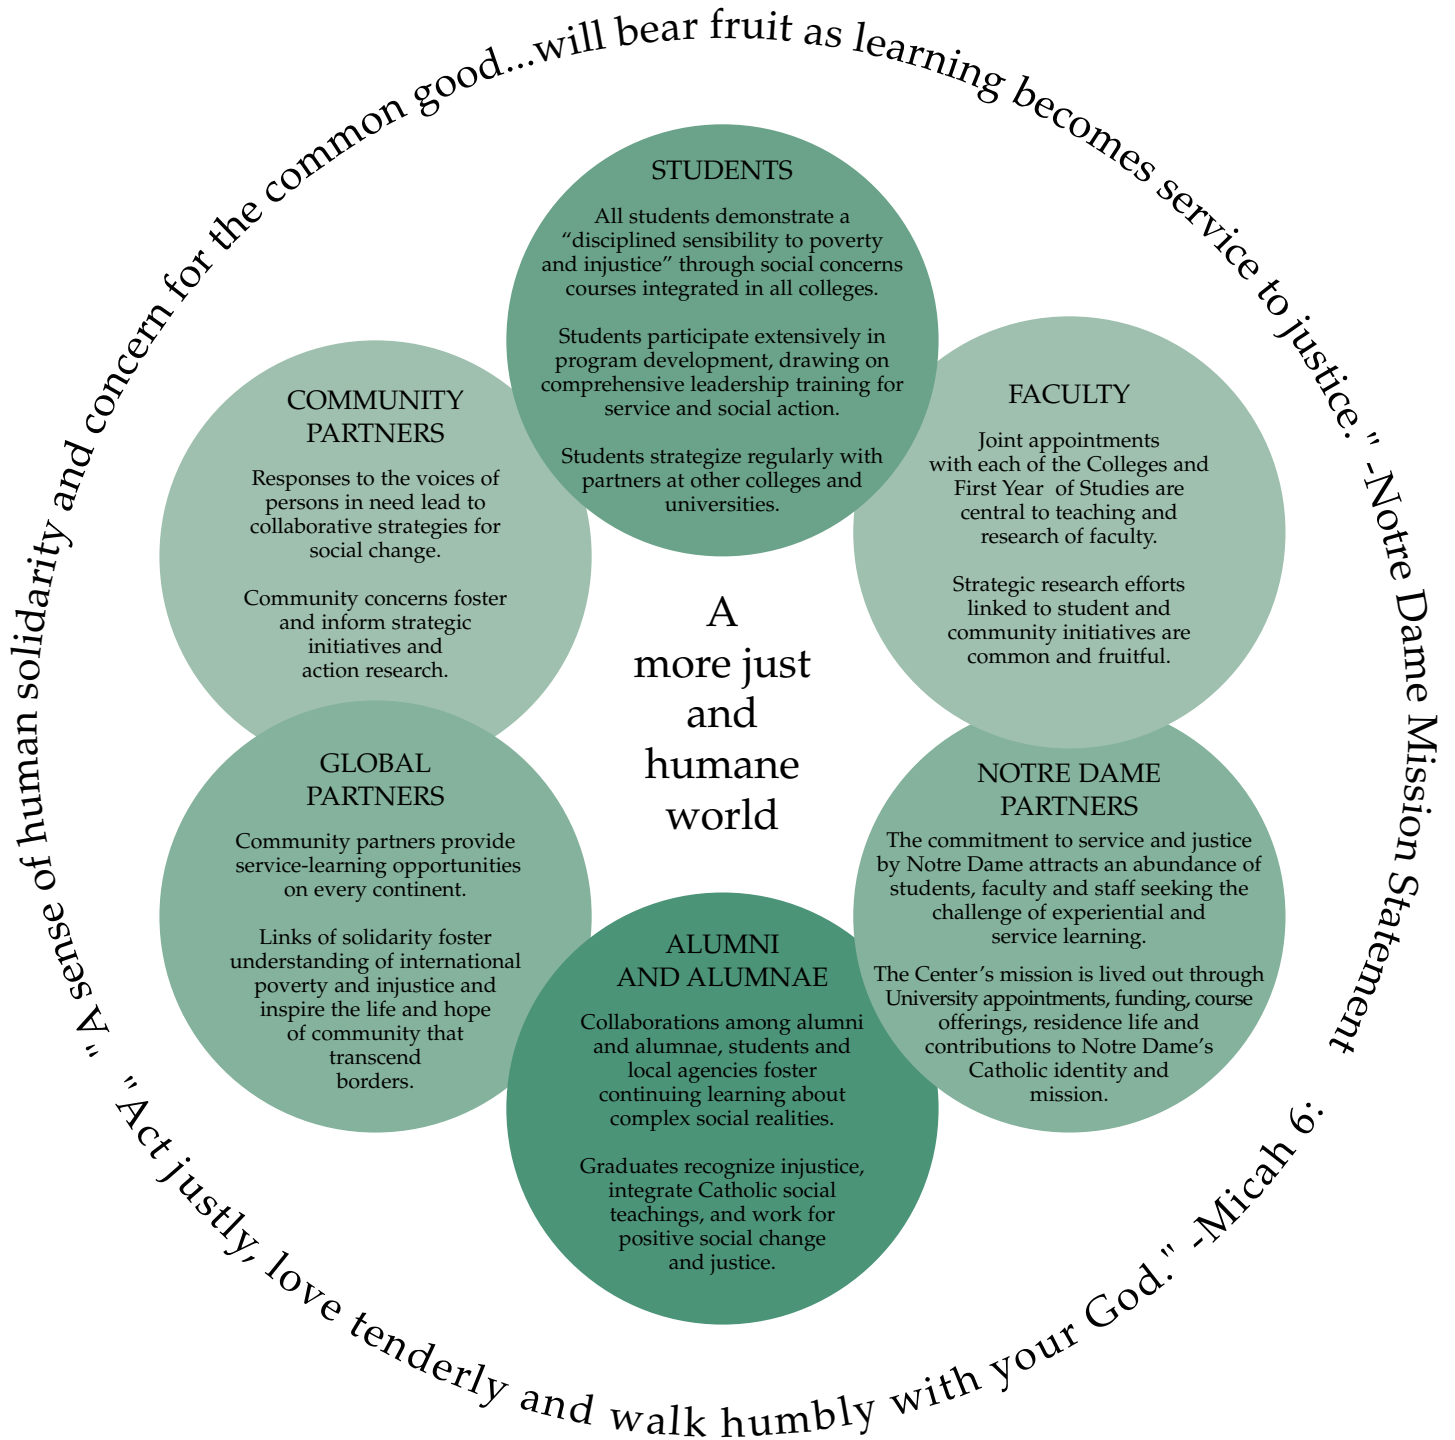 "A sense of human solidarity and concern for the common good...will bear fruit as learning becomes service to justice." -Notre Dame Mission Statement
STUDENTS
All students demonstrate a
“disciplined sensibility to poverty
and injustice” through social concerns
courses integrated in all colleges.
Students participate extensively in
program development, drawing on
comprehensive leadership training for
service and social action.
Students strategize regularly with
partners at other colleges and
universities.
COMMUNITY
PARTNERS
Responses to the voices of
persons in need lead to
collaborative strategies for
social change.
Community concerns foster
and inform strategic
initiatives and
action research.
FACULTY
Joint appointments
with each of the Colleges and
First Year of Studies are
central to teaching and
research of faculty.
Strategic research efforts
linked to student and
community initiatives are
common and fruitful.
A
more just
and
humane
world
GLOBAL
PARTNERS
Community partners provide
service-learning opportunities
on every continent.
Links of solidarity foster
understanding of international
poverty and injustice and
inspire the life and hope
of community that
transcend
borders.
NOTRE DAME
PARTNERS
The commitment to service and justice
by Notre Dame attracts an abundance of
students, faculty and staff seeking the
challenge of experiential and
service learning.
The Center’s mission is lived out through
University appointments, funding, course
offerings, residence life and
contributions to Notre Dame’s
Catholic identity and
mission.
ALUMNI
AND ALUMNAE
Collaborations among alumni
and alumnae, students and
local agencies foster
continuing learning about
complex social realities.
Graduates recognize injustice,
integrate Catholic social
teachings, and work for
positive social change
and justice.
"Act justly, love tenderly and walk humbly with your God." -Micah 6: